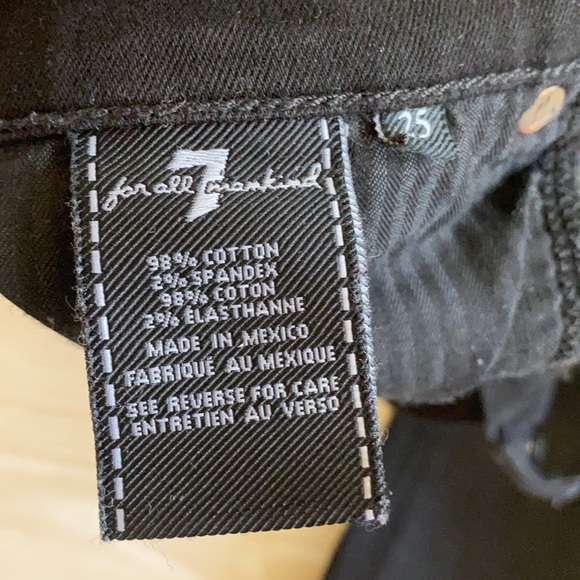 7
for all mankind
25
98% COTTON
2% SPANDEX
98% COTON
2% ELASTHANNE
MADE IN MEXICO
FABRIQUÉ AU MEXIQUE
SEE REVERSE FOR CARE
ENTRETIEN AU VERSO